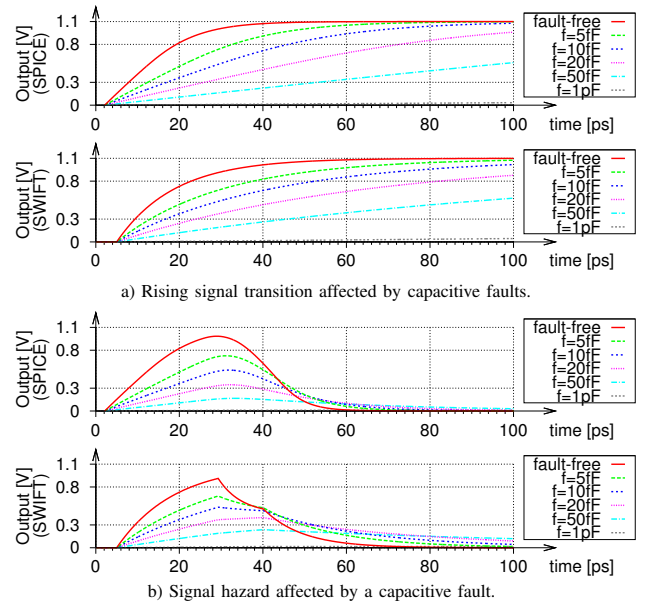 Output [V]
(SPICE)
1.1
0.8
0.3
0
0
20
40
60
80
100
time [ps]
fault-free
f=5fF
f=10fF
f=20fF
f=50fF
f=1pF
Output [V]
(SWIFT)
1.1
0.8
0.3
0
0
20
40
60
80
100
time [ps]
fault-free
f=5fF
f=10fF
f=20fF
f=50fF
f=1pF
a) Rising signal transition affected by capacitive faults.
Output [V]
(SPICE)
1.1
0.8
0.3
0
0
20
40
60
80
100
time [ps]
fault-free
f=5fF
f=10fF
f=20fF
f=50fF
f=1pF
Output [V]
(SWIFT)
1.1
0.8
0.3
0
0
20
40
60
80
100
time [ps]
fault-free
f=5fF
f=10fF
f=20fF
f=50fF
f=1pF
b) Signal hazard affected by a capacitive fault.